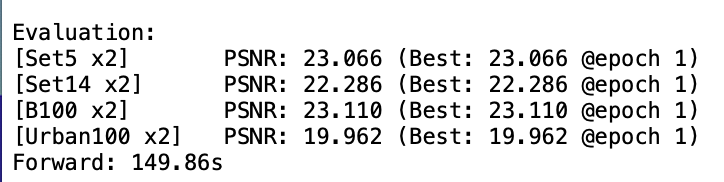 Evaluation:
[Set5 x2] PSNR: 23.066 (Best: 23.066 @epoch 1)
[Set14 x2] PSNR: 22.286 (Best: 22.286 @epoch 1)
[B100 x2] PSNR: 23.110 (Best: 23.110 @epoch 1)
[Urban100 x2] PSNR: 19.962 (Best: 19.962 @epoch 1)
Forward: 149.86s